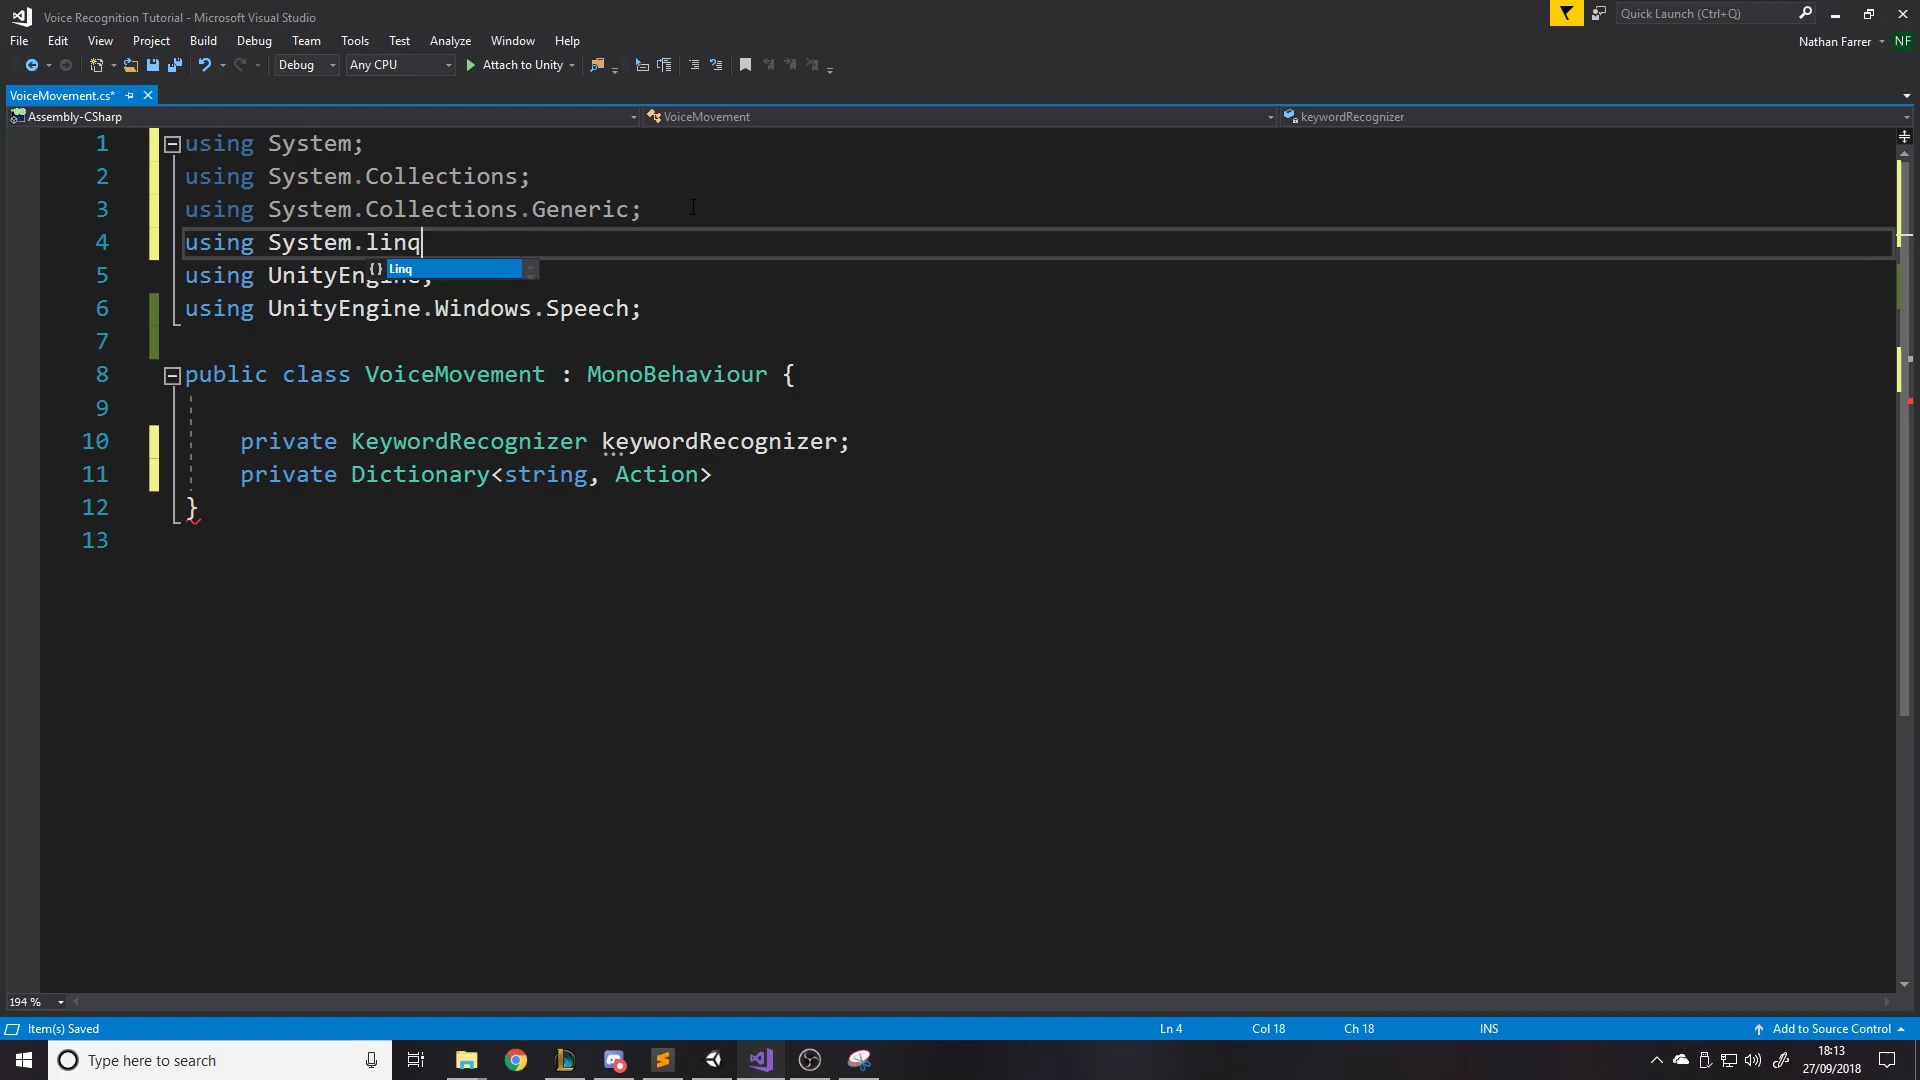 Voice Recognition Tutorial - Microsoft Visual Studio
Quick Launch (Ctrl+Q)
File Edit View Project Build Debug Team Tools Test Analyze Window Help
Nathan Farrer NF
Debug Any CPU Attach to Unity
VoiceMovement.cs*
Assembly-CSharp VoiceMovement keywordRecognizer
1 using System;
2 using System.Collections;
3 using System.Collections.Generic;
4 using System.linq
{} Linq
5 using UnityEngine;
6 using UnityEngine.Windows.Speech;
7
8 public class VoiceMovement : MonoBehaviour {
9
10 private KeywordRecognizer keywordRecognizer;
11 private Dictionary<string, Action>
12 }
13
194 %
Item(s) Saved Ln 4 Col 18 Ch 18 INS Add to Source Control
Type here to search
18:13
27/09/2018